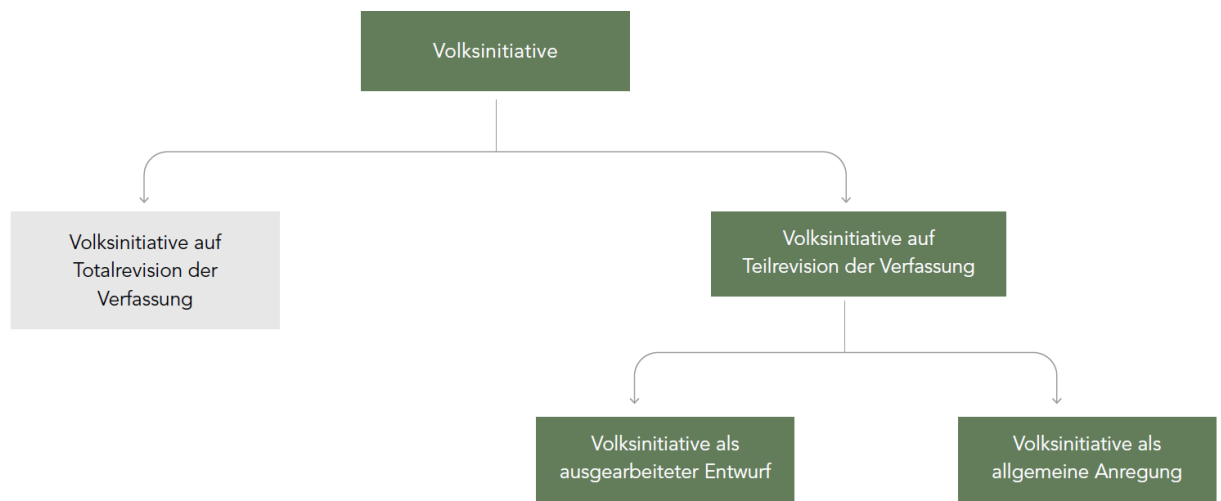 Volksinitiative
Volksinitiative auf
Totalrevision der
Verfassung
Volksinitiative auf
Teilrevision der Verfassung
Volksinitiative als
ausgearbeiteter Entwurf
Volksinitiative als
allgemeine Anregung